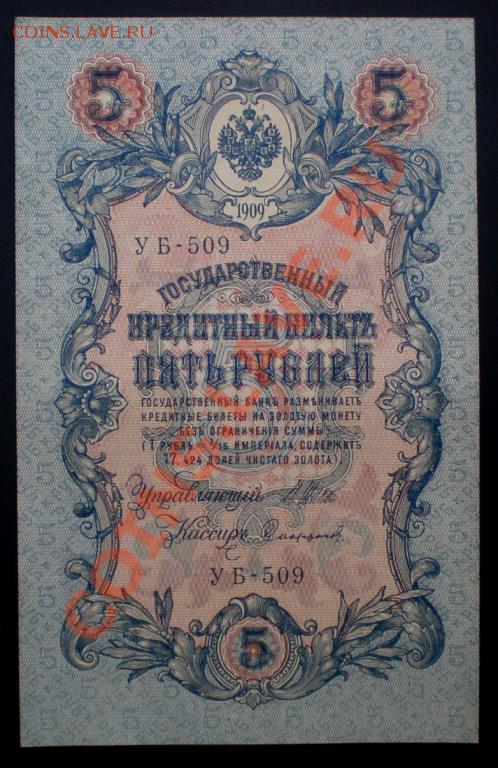 COINS.LAVE.RU
5 5
1909
УБ-509
ГОСУДАРСТВЕННЫЙ
КРЕДИТНЫЙ БИЛЕТЪ
ПЯТЬ РУБЛЕЙ
ГОСУДАРСТВЕННЫЙ БАНКЪ РАЗМѢНИВАЕТЪ
КРЕДИТНЫЕ БИЛЕТЫ НА ЗОЛОТУЮ МОНЕТУ
БЕЗЪ ОГРАНИЧЕНІЯ СУММЫ
(1 РУБЛЬ = 1/15 ИМПЕРІАЛА, СОДЕРЖИТЪ
17,424 ДОЛЕЙ ЧИСТАГО ЗОЛОТА).
Управляющій
Кассиръ
УБ-509
5